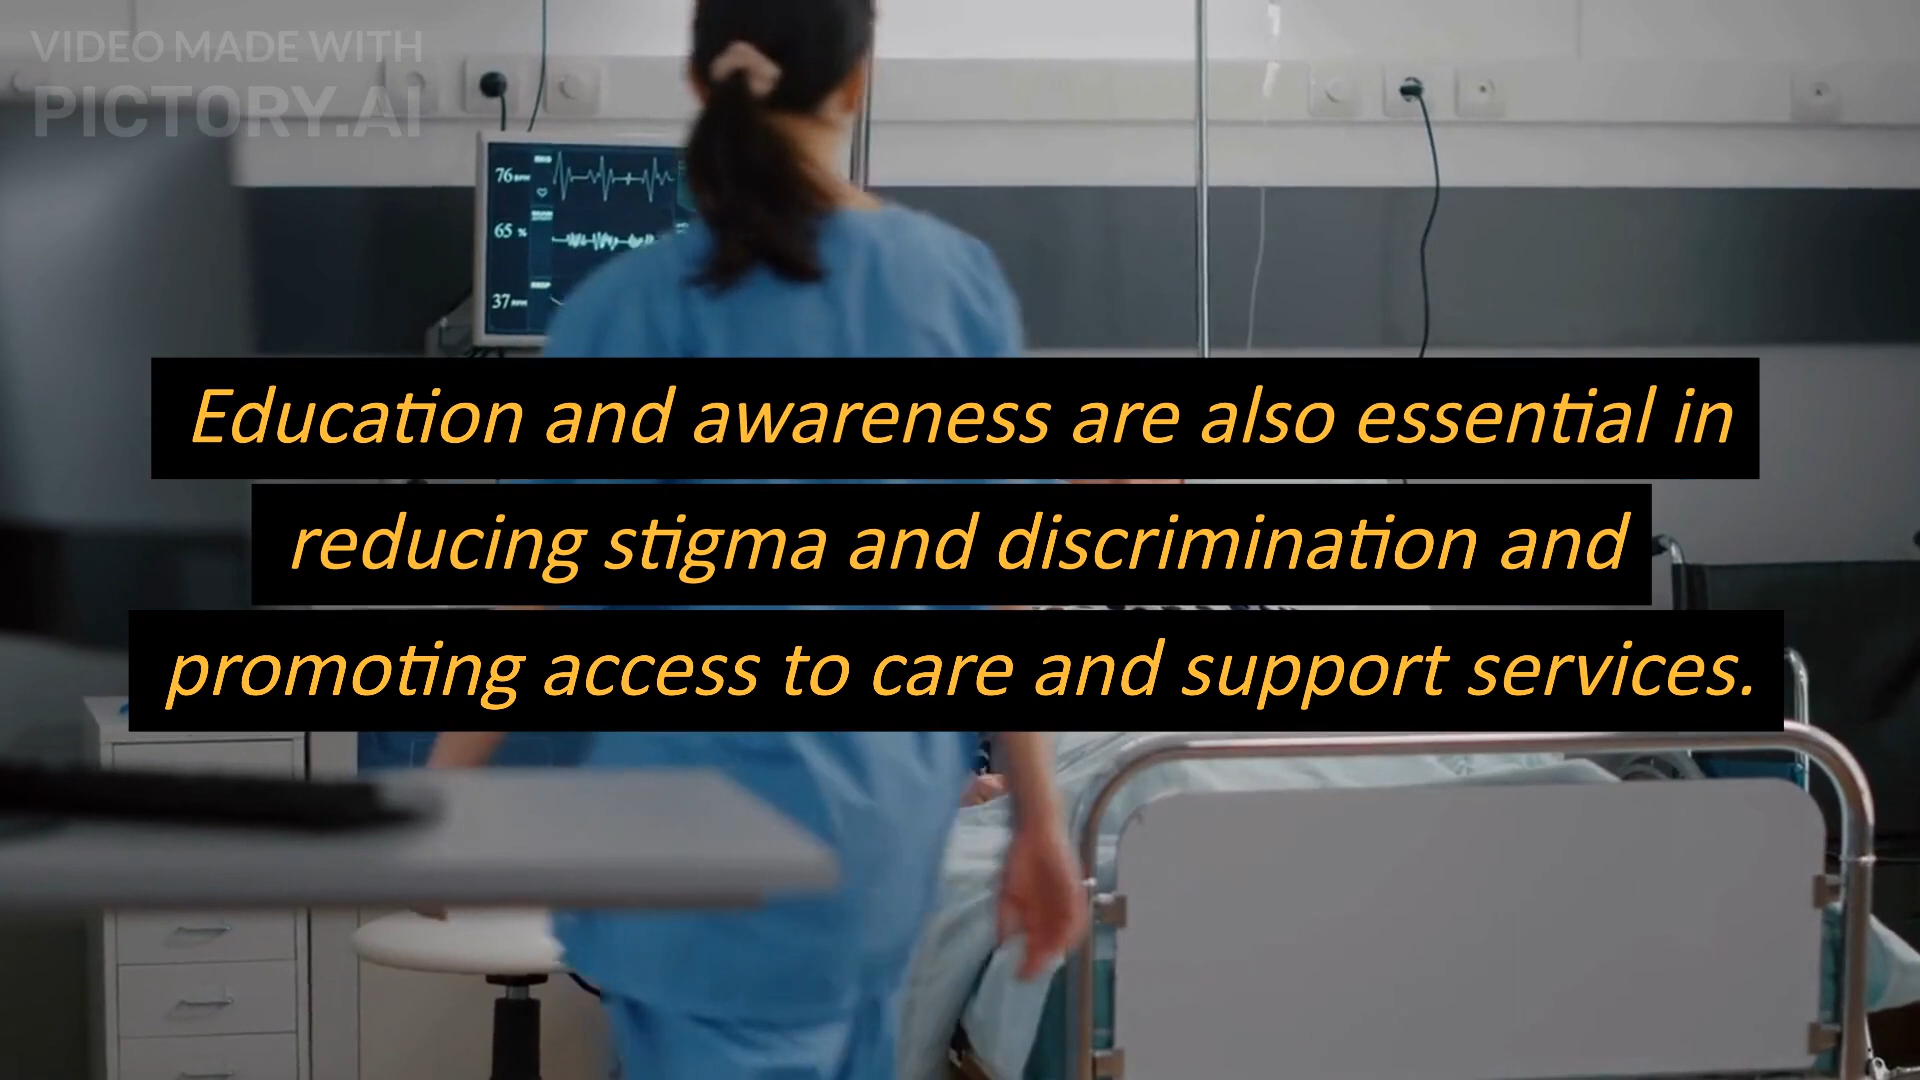 VIDEO MADE WITH
PICTORY.AI
76 BPM
65 %
37
Education and awareness are also essential in
reducing stigma and discrimination and
promoting access to care and support services.